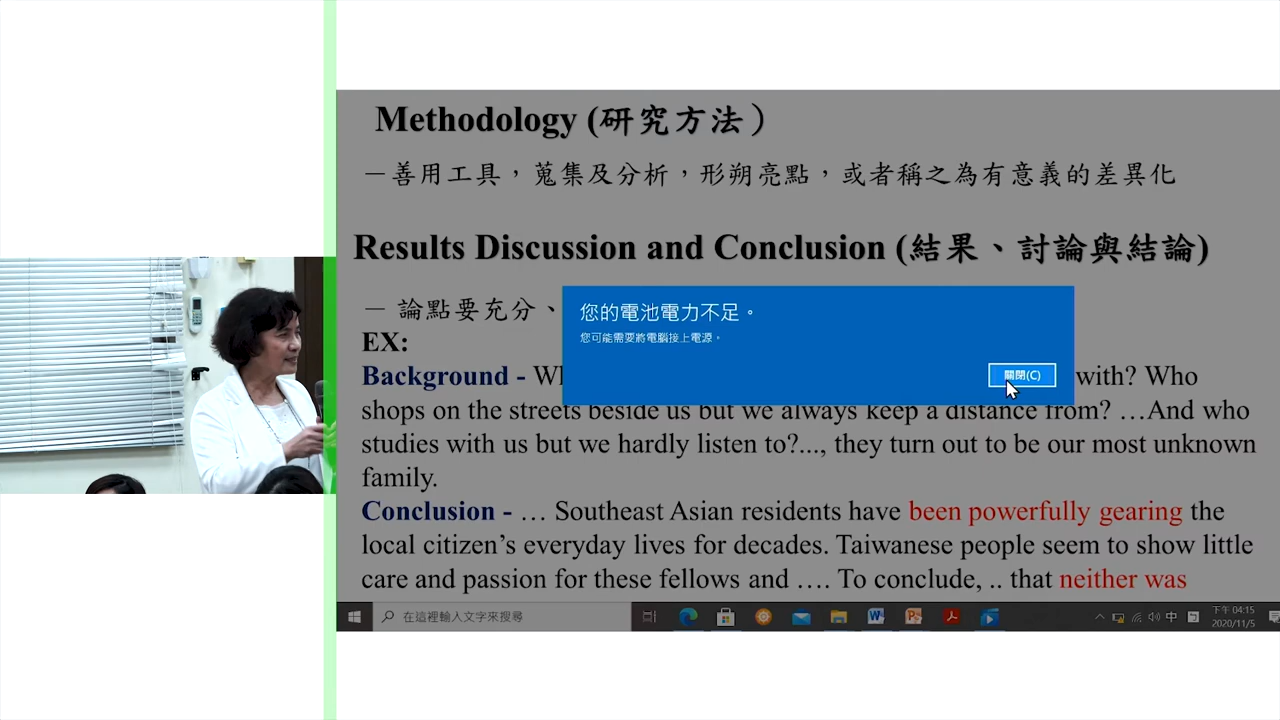 Methodology (研究方法）
－善用工具，蒐集及分析，形朔亮點，或者稱之為有意義的差異化
Results Discussion and Conclusion (結果、討論與結論)
－ 論點要充分、
您的電池電力不足。
您可能需要將電腦接上電源。
關閉(C)
EX:
Background - with? Who
shops on the streets beside us but we always keep a distance from? …And who
studies with us but we hardly listen to?..., they turn out to be our most unknown
family.
Conclusion - … Southeast Asian residents have been powerfully gearing the
local citizen’s everyday lives for decades. Taiwanese people seem to show little
care and passion for these fellows and …. To conclude, .. that neither was
在這裡輸入文字來搜尋
中
下午 04:15
2020/11/5